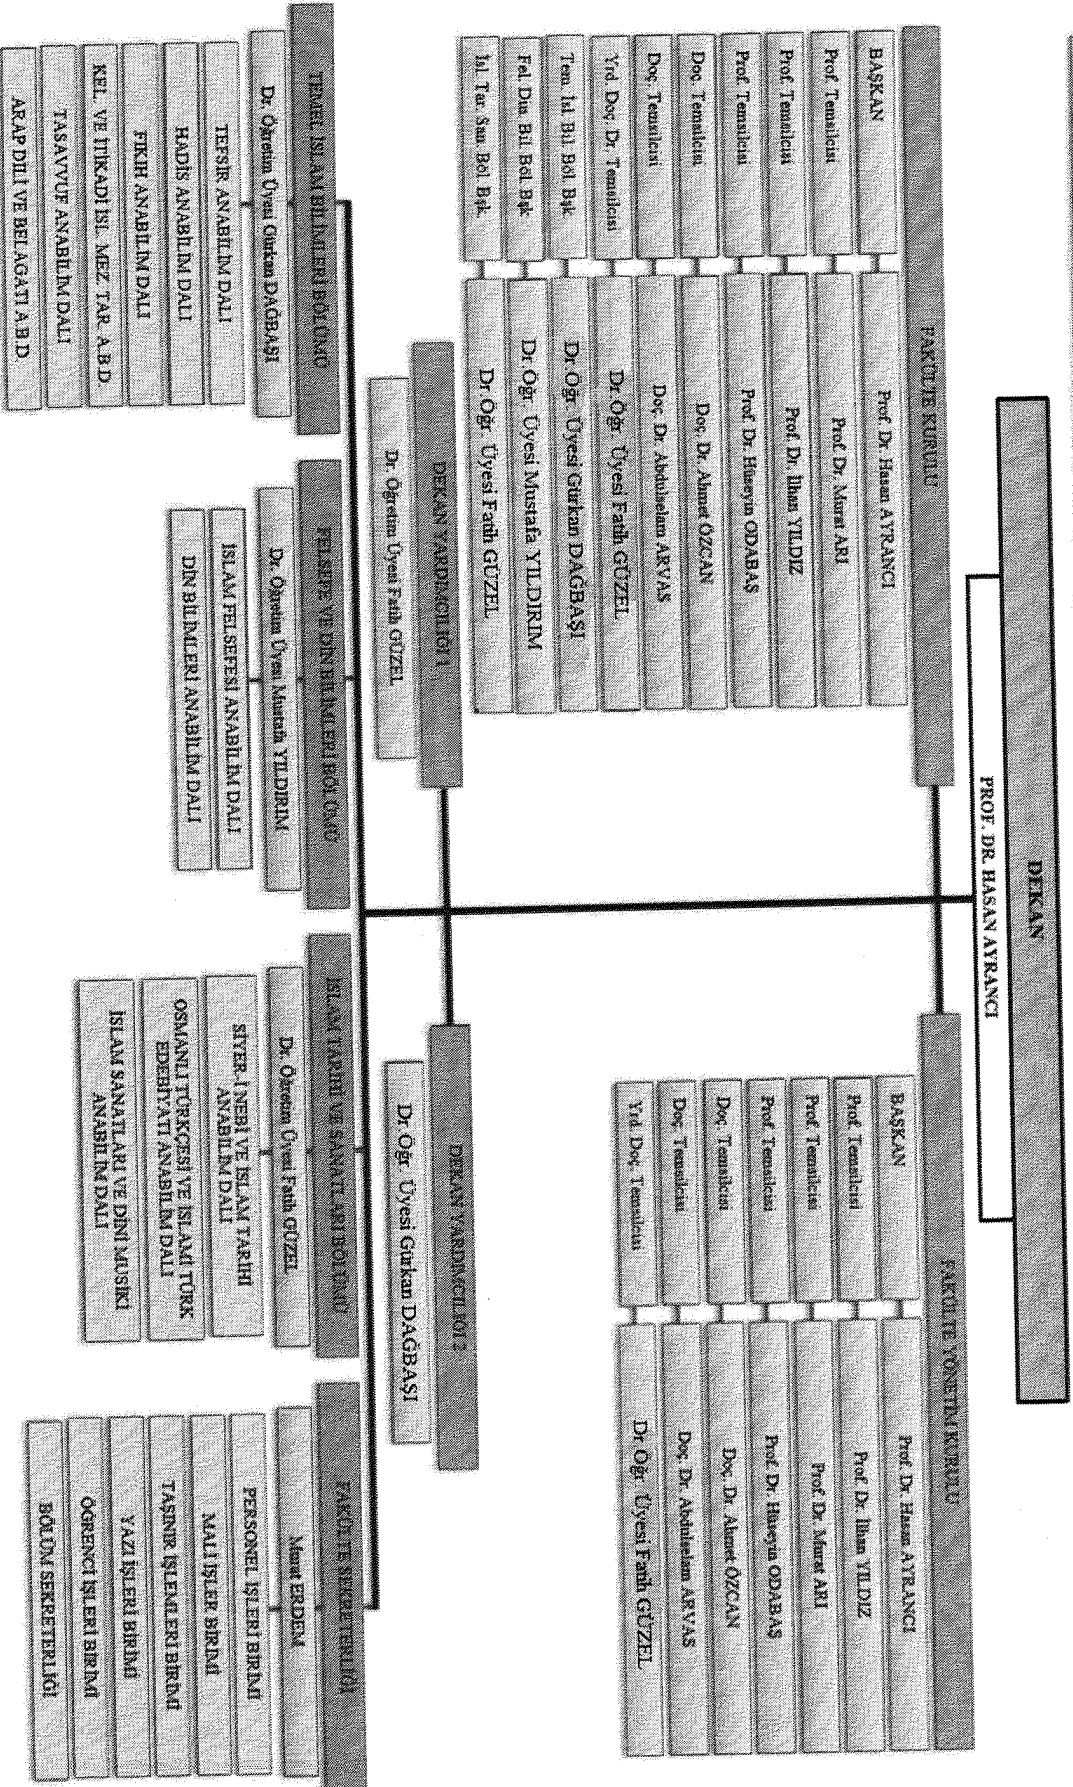 DEKAN
PROF. DR. HASAN AYRANCI
FAKÜLTE KURULU
BAŞKAN
Prof. Dr. Hasan AYRANCI
Prof. Temsilcisi
Prof. Dr. Murat ARI
Prof. Temsilcisi
Prof. Dr. İlhan YILDIZ
Prof. Temsilcisi
Prof. Dr. Hüseyin ODABAŞ
Doç. Temsilcisi
Doç. Dr. Ahmet ÖZCAN
Doç. Temsilcisi
Doç. Dr. Abdulselam ARVAS
Yrd. Doç. Dr. Temsilcisi
Dr. Öğr. Üyesi Fatih GÜZEL
Tem. İsl. Bil. Böl. Bşk.
Dr. Öğr. Üyesi Gürkan DAĞBAŞI
Fel. Din. Bil. Böl. Bşk.
Dr. Öğr. Üyesi Mustafa YILDIRIM
İsl. Tar. San. Böl. Bşk.
Dr. Öğr. Üyesi Fatih GÜZEL
FAKÜLTE YÖNETİM KURULU
BAŞKAN
Prof. Dr. Hasan AYRANCI
Prof. Temsilcisi
Prof. Dr. İlhan YILDIZ
Prof. Temsilcisi
Prof. Dr. Murat ARI
Prof. Temsilcisi
Prof. Dr. Hüseyin ODABAŞ
Doç. Temsilcisi
Doç. Dr. Ahmet ÖZCAN
Doç. Temsilcisi
Doç. Dr. Abdulselam ARVAS
Yrd. Doç. Temsilcisi
Dr. Öğr. Üyesi Fatih GÜZEL
DEKAN YARDIMCILIĞI 1
Dr. Öğretim Üyesi Fatih GÜZEL
DEKAN YARDIMCILIĞI 2
Dr. Öğr. Üyesi Gürkan DAĞBAŞI
TEMEL İSLAM BİLİMLERİ BÖLÜMÜ
Dr. Öğretim Üyesi Gürkan DAĞBAŞI
TEFSİR ANABİLİM DALI
HADİS ANABİLİM DALI
FIKIH ANABİLİM DALI
KEL. VE İTİKADİ İSL. MEZ. TAR. A.B.D.
TASAVVUF ANABİLİM DALI
ARAP DİLİ VE BELAGATI A.B.D.
FELSEFE VE DİN BİLİMLERİ BÖLÜMÜ
Dr. Öğretim Üyesi Mustafa YILDIRIM
İSLAM FELSEFESİ ANABİLİM DALI
DİN BİLİMLERİ ANABİLİM DALI
İSLAM TARİHİ VE SANATLARI BÖLÜMÜ
Dr. Öğretim Üyesi Fatih GÜZEL
SİYER-İ NEBİ VE İSLAM TARİHİ
ANABİLİM DALI
OSMANLI TÜRKÇESİ VE İSLAMİ TÜRK
EDEBİYATI ANABİLİM DALI
İSLAM SANATLARI VE DİNİ MUSİKİ
ANABİLİM DALI
FAKÜLTE SEKRETERLİĞİ
Murat ERDEM
PERSONEL İŞLERİ BİRİMİ
MALİ İŞLER BİRİMİ
TAŞINIR İŞLEMLERİ BİRİMİ
YAZI İŞLERİ BİRİMİ
ÖĞRENCİ İŞLERİ BİRİMİ
BÖLÜM SEKRETERLİĞİ